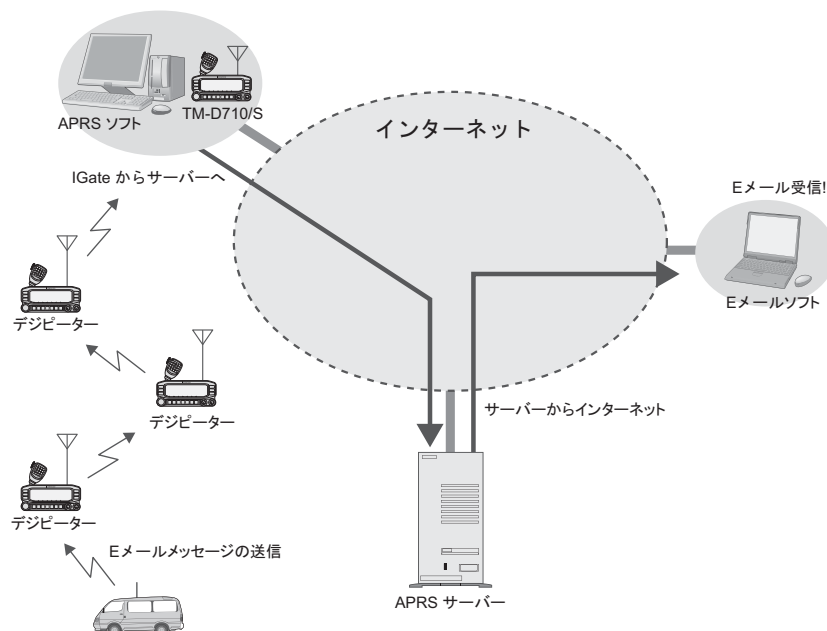 インターネット
APRS ソフト
TM-D710/S
IGate からサーバーへ
Eメール受信!
Eメールソフト
デジピーター
デジピーター
サーバーからインターネット
デジピーター
Eメールメッセージの送信
APRS サーバー